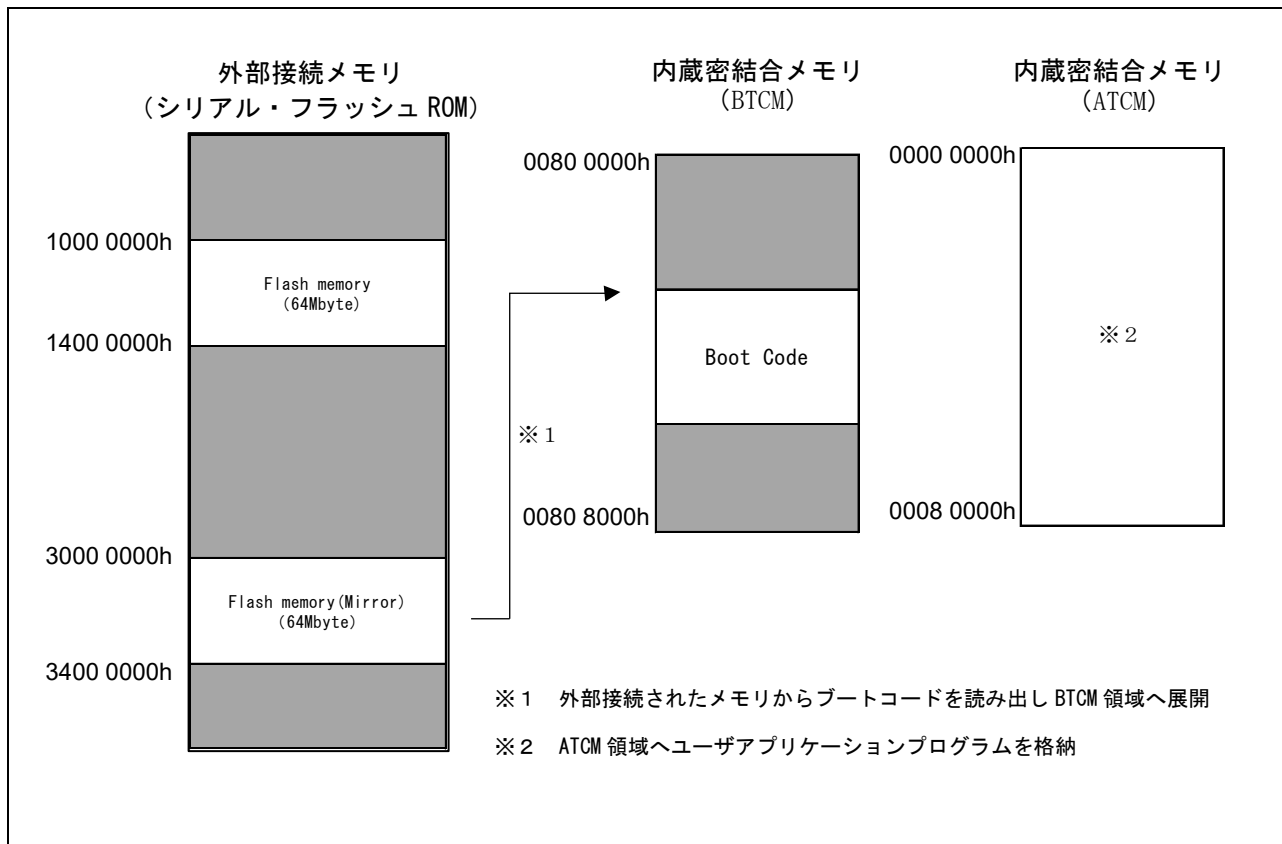 外部接続メモリ
(シリアル・フラッシュ ROM)
1000 0000h
Flash memory
(64Mbyte)
1400 0000h
3000 0000h
Flash memory(Mirror)
(64Mbyte)
3400 0000h
※1
内蔵密結合メモリ
(BTCM)
0080 0000h
Boot Code
0080 8000h
内蔵密結合メモリ
(ATCM)
0000 0000h
※2
0008 0000h
※1 外部接続されたメモリからブートコードを読み出し BTCM 領域へ展開
※2 ATCM 領域へユーザアプリケーションプログラムを格納